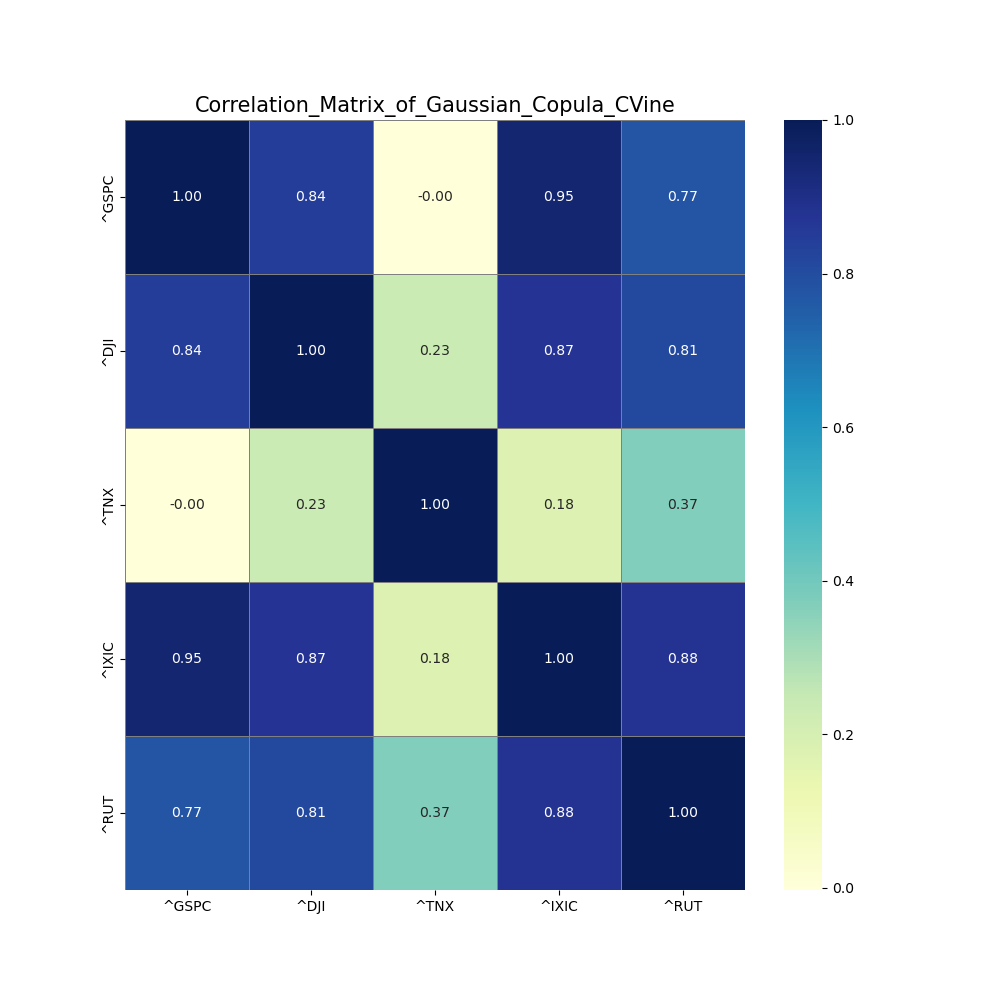 Correlation_Matrix_of_Gaussian_Copula_CVine
^GSPC 1.00 0.84 -0.00 0.95 0.77
^DJI 0.84 1.00 0.23 0.87 0.81
^TNX -0.00 0.23 1.00 0.18 0.37
^IXIC 0.95 0.87 0.18 1.00 0.88
^RUT 0.77 0.81 0.37 0.88 1.00
^GSPC ^DJI ^TNX ^IXIC ^RUT
1.0
0.8
0.6
0.4
0.2
0.0